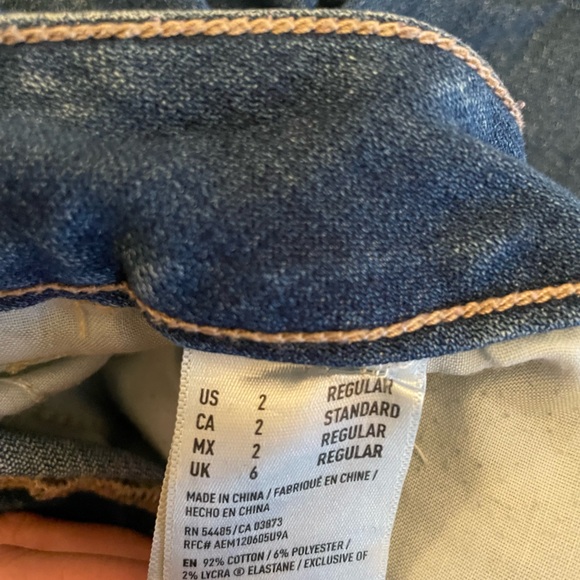 US 2 REGULAR
CA 2 STANDARD
MX 2 REGULAR
UK 6 REGULAR
MADE IN CHINA / FABRIQUÉ EN CHINE /
HECHO EN CHINA
RN 54485/CA 03873
RFC# AEM120605U9A
EN 92% COTTON / 6% POLYESTER /
2% LYCRA ® ELASTANE / EXCLUSIVE OF